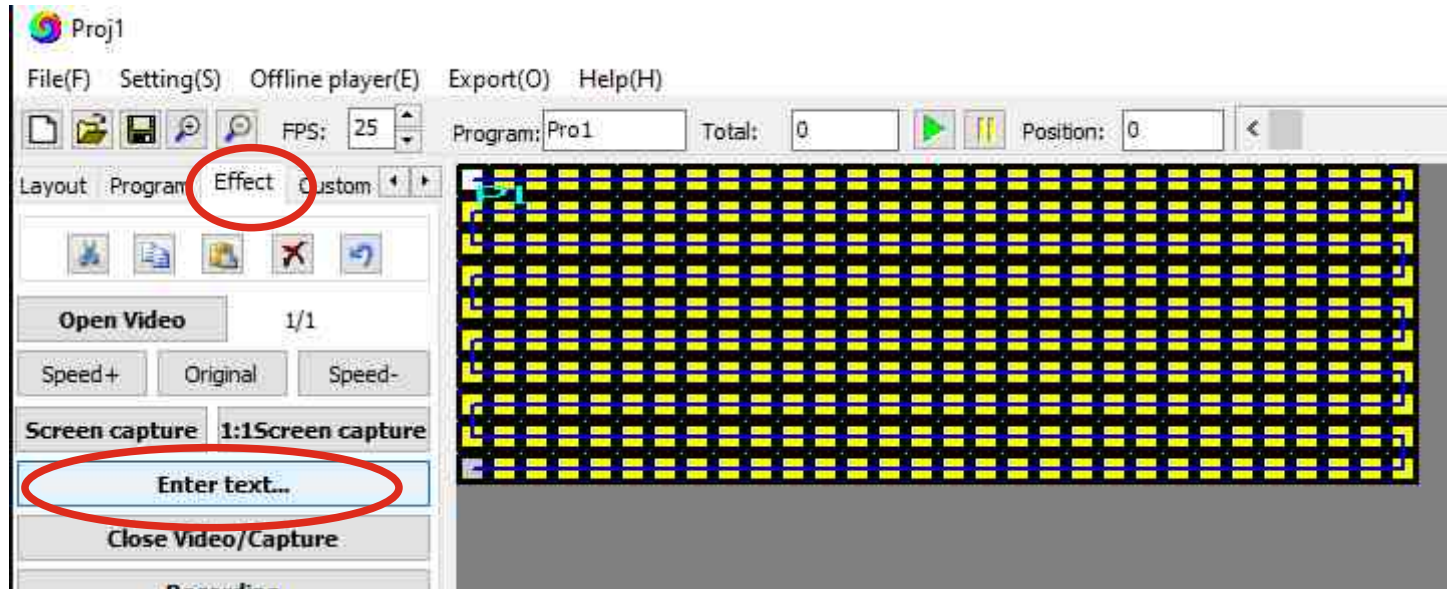 Proj1
File(F) Setting(S) Offline player(E) Export(O) Help(H)
FPS: 25 Program: Pro1 Total: 0 Position: 0
Layout Program Effect Custom
P1
Open Video 1/1
Speed+ Original Speed-
Screen capture 1:1Screen capture
Enter text...
Close Video/Capture